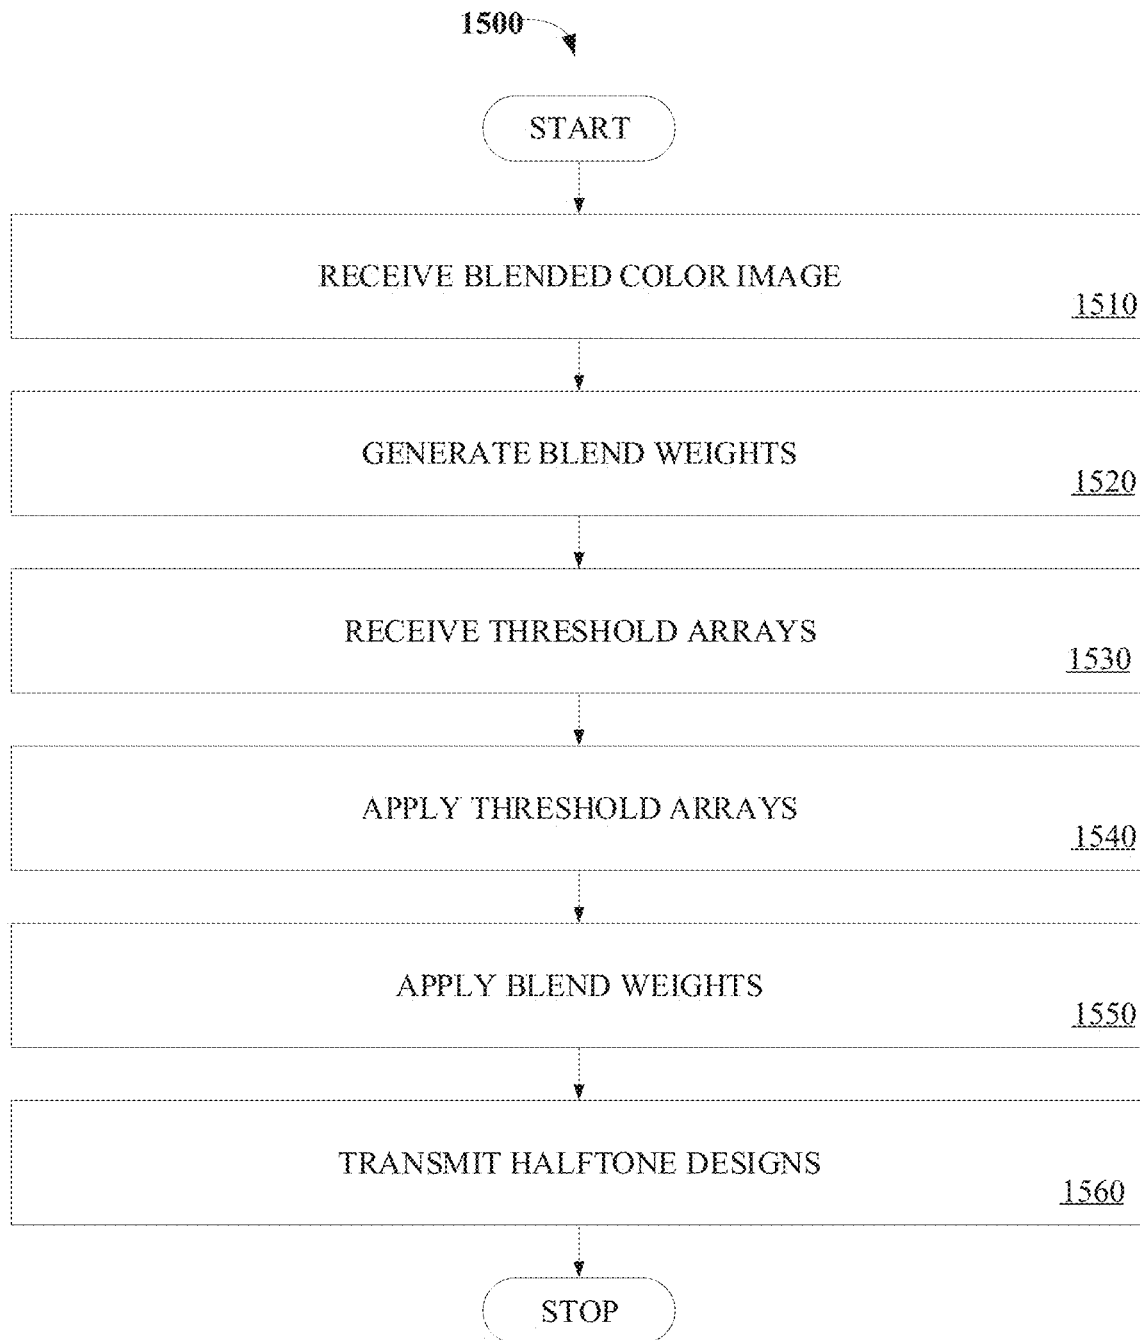 1500
START
RECEIVE BLENDED COLOR IMAGE
1510
GENERATE BLEND WEIGHTS
1520
RECEIVE THRESHOLD ARRAYS
1530
APPLY THRESHOLD ARRAYS
1540
APPLY BLEND WEIGHTS
1550
TRANSMIT HALFTONE DESIGNS
1560
STOP